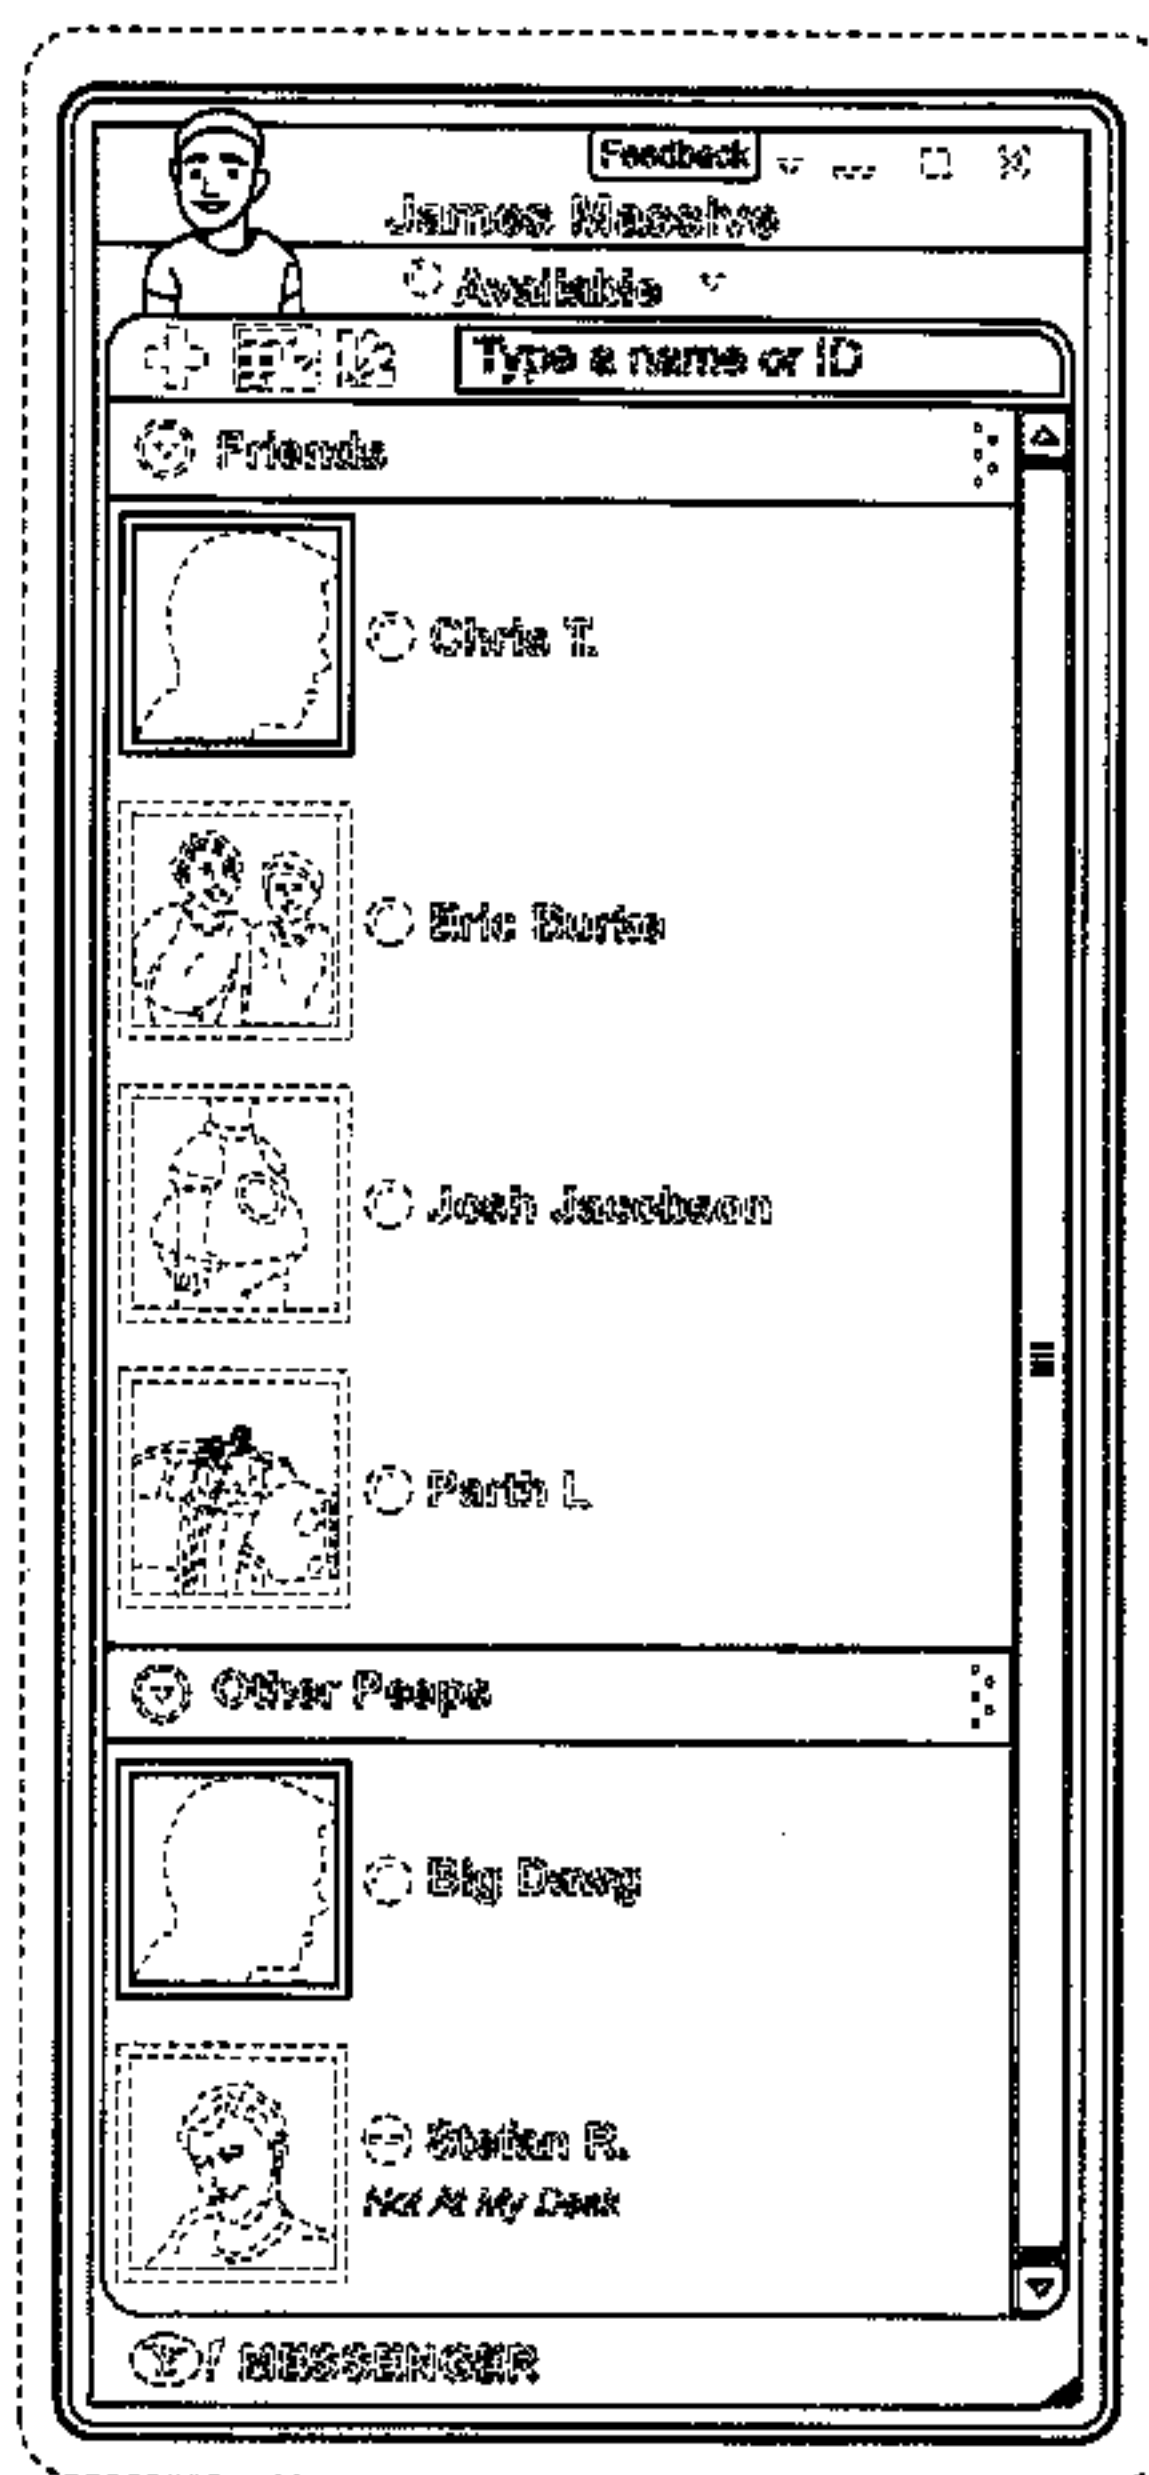 Feedback
James Massive
Available
Type a name or ID
Friends
Chris T.
Eric Burke
Josh Jacobson
Parth L
Other Peeps
Big Dawg
Stefan R.
Not At My Desk
MESSENGER